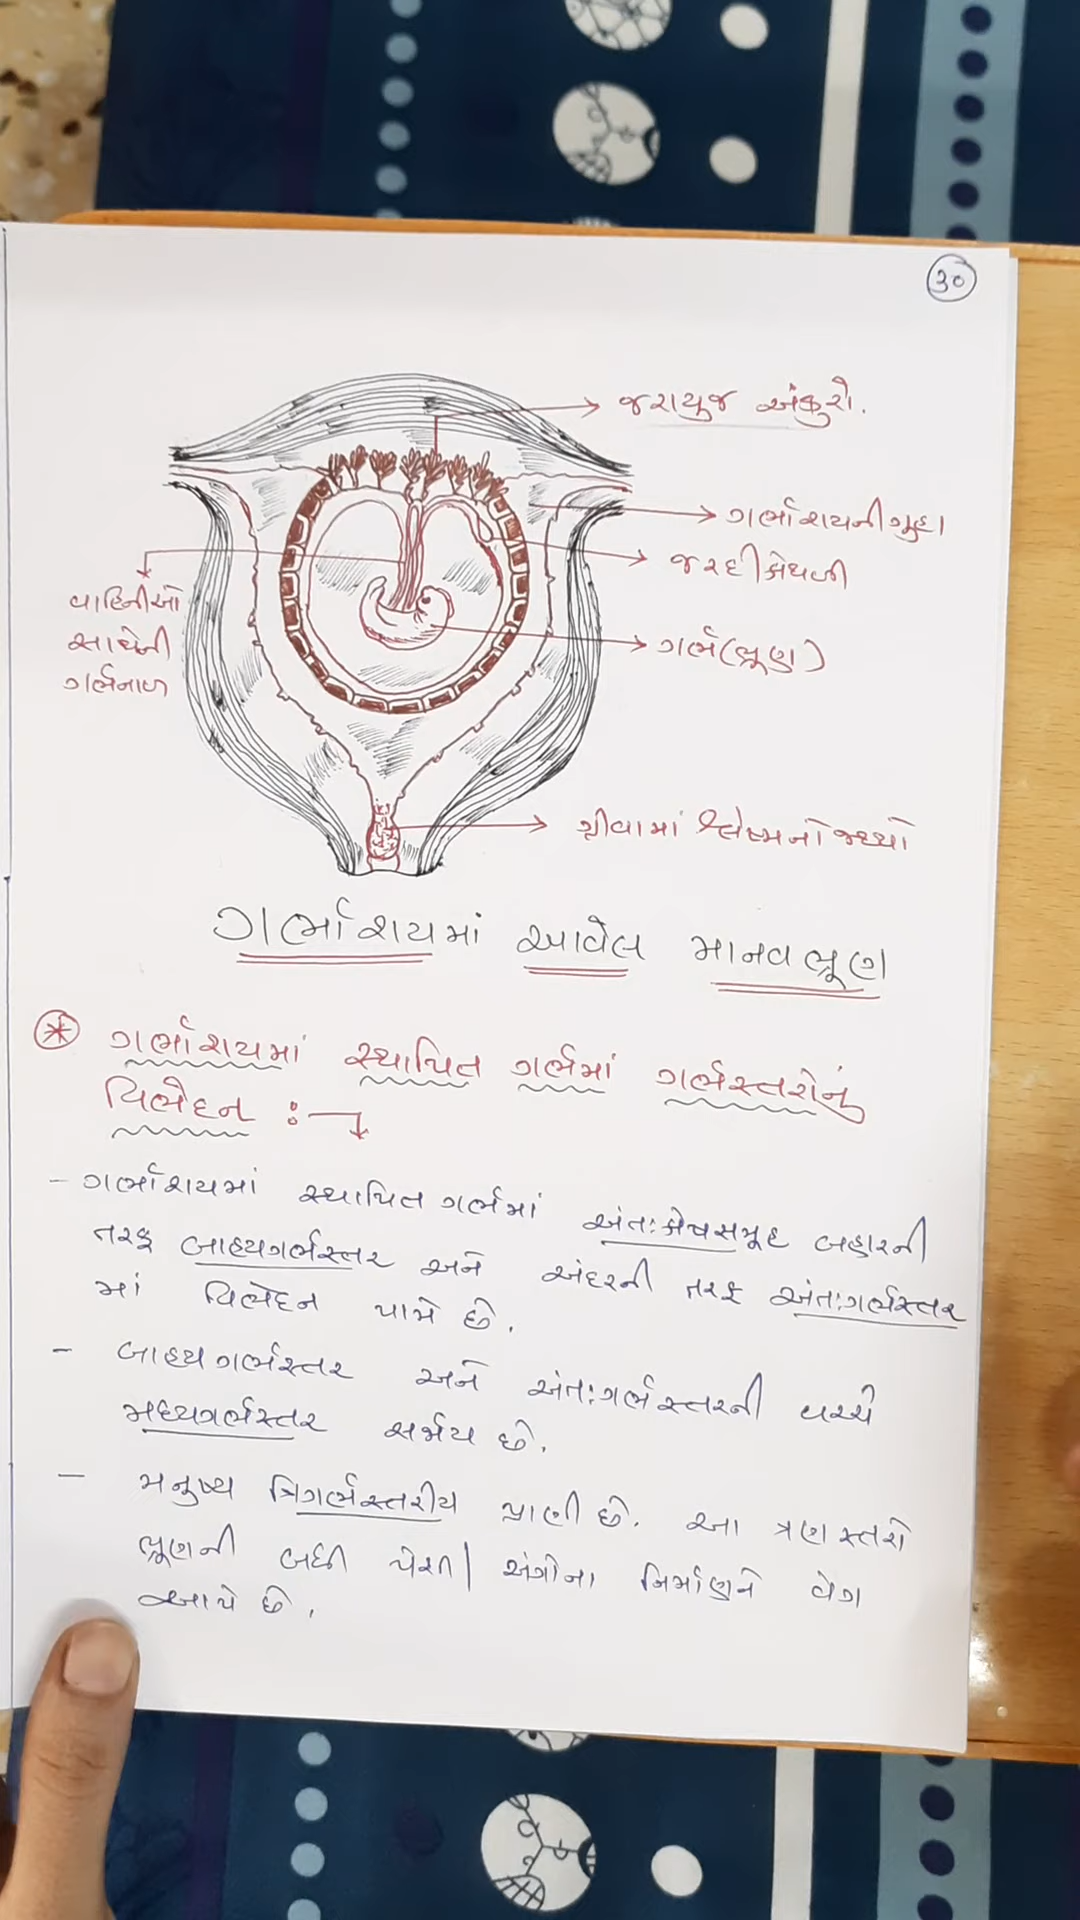 30
જરાયુજ અંકુરો.
ગર્ભાશયની ગુહા
જરદી કોથળી
વાહિનીઓ
સાથેની
ગર્ભનાળ
ગર્ભ(ભ્રૂણ)
ગ્રીવામાં શ્લેષ્મનો જથ્થો
ગર્ભાશયમાં આવેલ માનવભ્રૂણ
* ગર્ભાશયમાં સ્થાપિત ગર્ભમાં ગર્ભસ્તરોનું
વિભેદન :→
- ગર્ભાશયમાં સ્થાપિત ગર્ભમાં અંતઃકોષસમૂહ બહારની
તરફ બાહ્યગર્ભસ્તર અને અંદરની તરફ અંતઃગર્ભસ્તર
માં વિભેદન પામે છે.
- બાહ્યગર્ભસ્તર અને અંતઃગર્ભસ્તરની વચ્ચે
મધ્યગર્ભસ્તર સર્જાય છે.
- મનુષ્ય ત્રિગર્ભસ્તરીય પ્રાણી છે. આ ત્રણ સ્તરો
ભ્રૂણની બધી પેશી/અંગોના નિર્માણને વેગ
આપે છે.